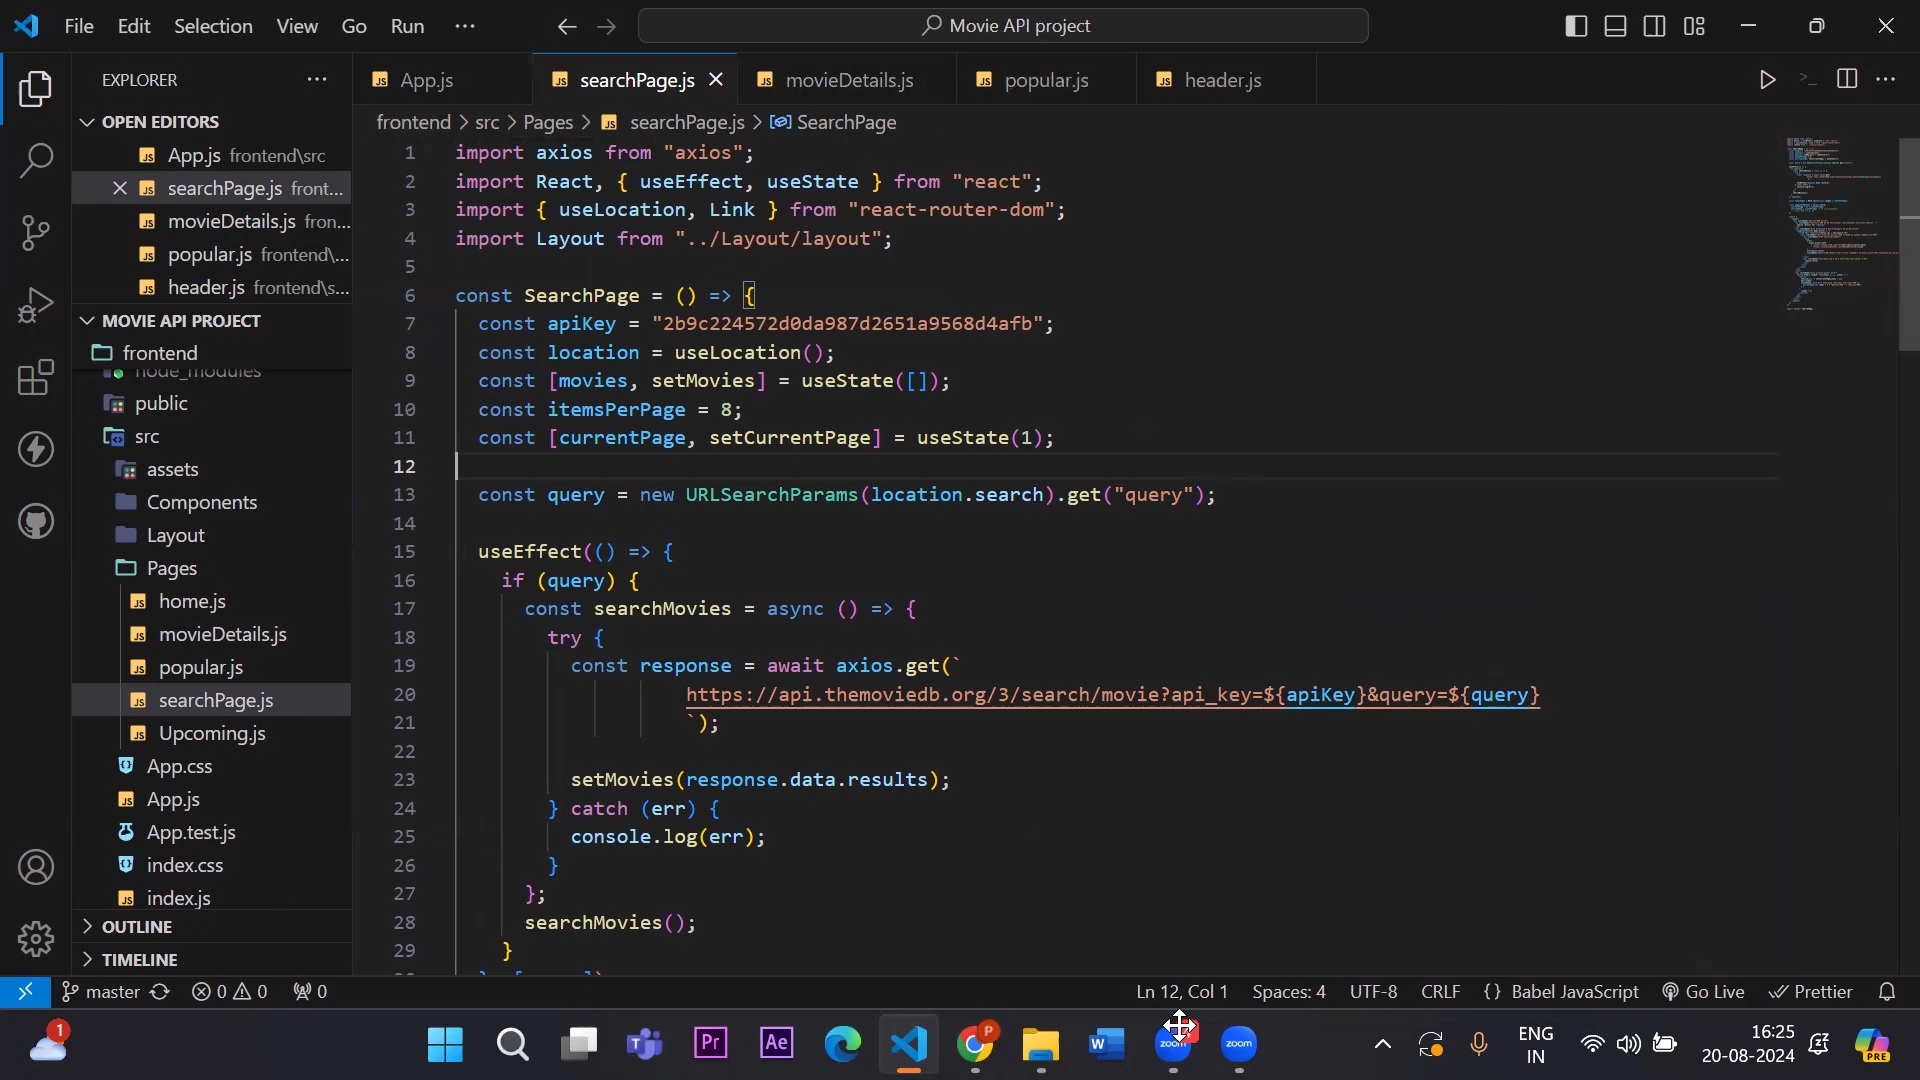 File Edit Selection View Go Run ···
Movie API project
EXPLORER
OPEN EDITORS
App.js frontend\src
searchPage.js front...
movieDetails.js fron...
popular.js frontend\...
header.js frontend\s...
MOVIE API PROJECT
frontend
node_modules
public
src
assets
Components
Layout
Pages
home.js
movieDetails.js
popular.js
searchPage.js
Upcoming.js
App.css
App.js
App.test.js
index.css
index.js
OUTLINE
TIMELINE
App.js searchPage.js movieDetails.js popular.js header.js
frontend > src > Pages > searchPage.js > SearchPage
1 import axios from "axios";
2 import React, { useEffect, useState } from "react";
3 import { useLocation, Link } from "react-router-dom";
4 import Layout from "../Layout/layout";
5
6 const SearchPage = () => {
7 const apiKey = "2b9c224572d0da987d2651a9568d4afb";
8 const location = useLocation();
9 const [movies, setMovies] = useState([]);
10 const itemsPerPage = 8;
11 const [currentPage, setCurrentPage] = useState(1);
12
13 const query = new URLSearchParams(location.search).get("query");
14
15 useEffect(() => {
16 if (query) {
17 const searchMovies = async () => {
18 try {
19 const response = await axios.get(`
20 https://api.themoviedb.org/3/search/movie?api_key=${apiKey}&query=${query}
21 `);
22
23 setMovies(response.data.results);
24 } catch (err) {
25 console.log(err);
26 }
27 };
28 searchMovies();
29 }
master 0 0 0 Ln 12, Col 1 Spaces: 4 UTF-8 CRLF {} Babel JavaScript Go Live Prettier
1 Pr Ae P W zoom zoom ENG IN 16:25 20-08-2024 PRE